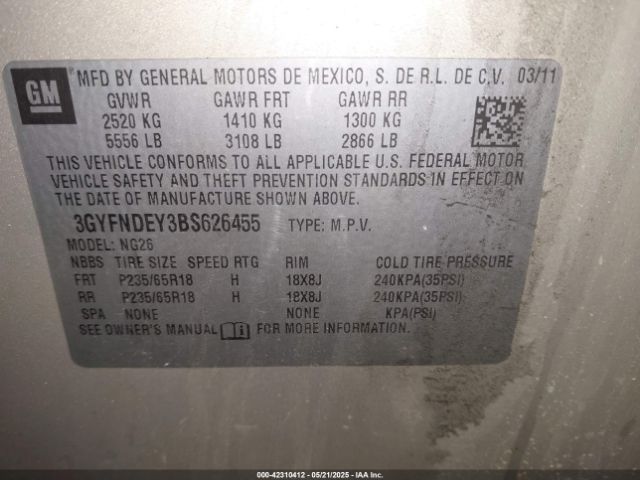 GM
MFD BY GENERAL MOTORS DE MEXICO, S. DE R.L. DE C.V. 03/11
GVWR GAWR FRT GAWR RR
2520 KG 1410 KG 1300 KG
5556 LB 3108 LB 2866 LB
THIS VEHICLE CONFORMS TO ALL APPLICABLE U.S. FEDERAL MOTOR
VEHICLE SAFETY AND THEFT PREVENTION STANDARDS IN EFFECT ON
THE DATE OF MANUFACTURE SHOWN ABOVE.
3GYFNDEY3BS626455 TYPE: M.P.V.
MODEL: NG26
NBBS TIRE SIZE SPEED RTG RIM COLD TIRE PRESSURE
FRT P235/65R18 H 18X8J 240KPA(35PSI)
RR P235/65R18 H 18X8J 240KPA(35PSI)
SPA NONE NONE KPA(PSI)
SEE OWNER'S MANUAL FOR MORE INFORMATION.
000-42310412 - 05/21/2025 - IAA Inc.